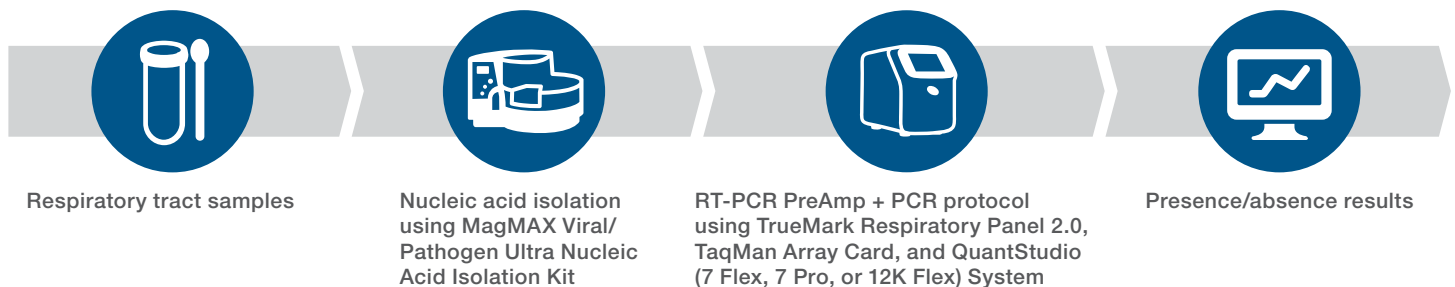 Respiratory tract samples
Nucleic acid isolation
using MagMAX Viral/
Pathogen Ultra Nucleic
Acid Isolation Kit
RT-PCR PreAmp + PCR protocol
using TrueMark Respiratory Panel 2.0,
TaqMan Array Card, and QuantStudio
(7 Flex, 7 Pro, or 12K Flex) System
Presence/absence results